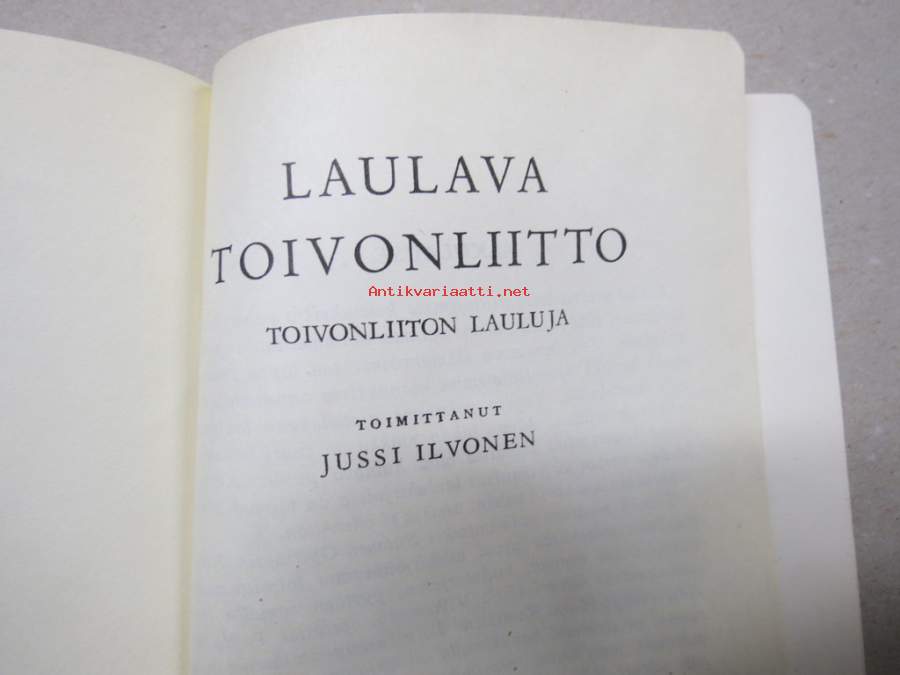 LAULAVA
TOIVONLIITTO
Antikvariaatti.net
TOIVONLIITON LAULUJA
TOIMITTANUT
JUSSI ILVONEN